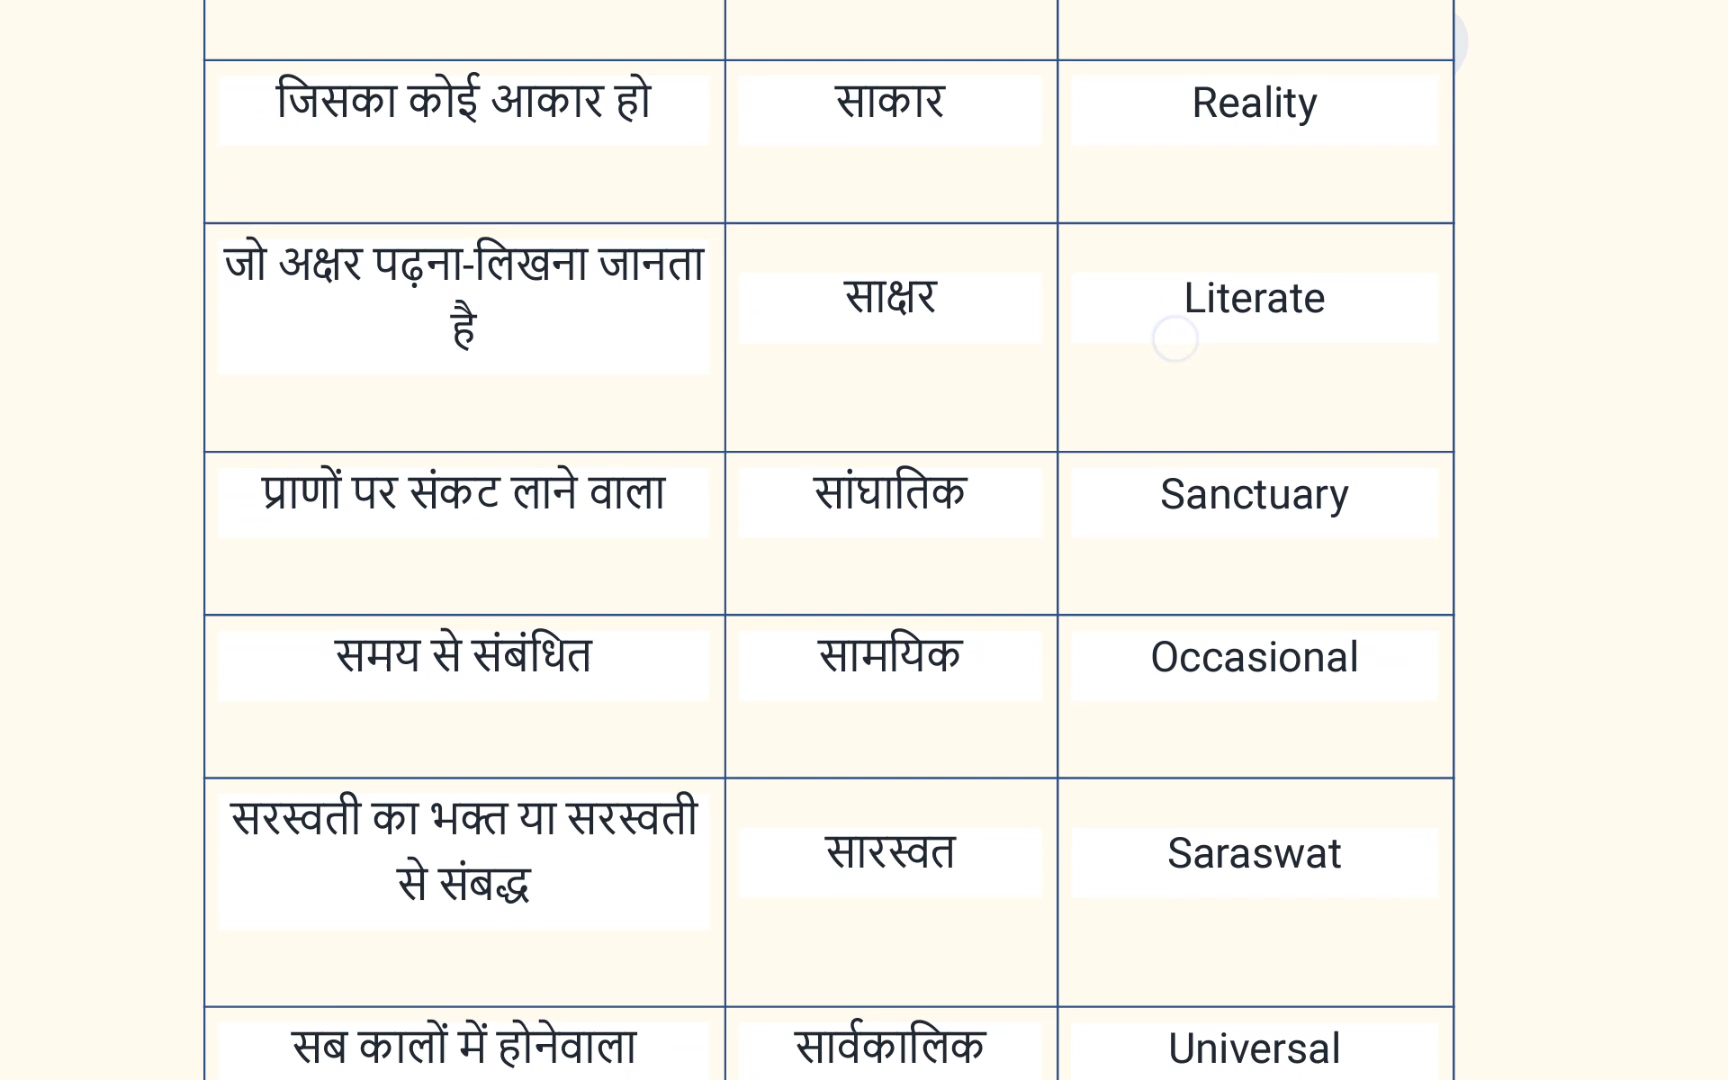 जिसका कोई आकार हो साकार Reality
जो अक्षर पढ़ना-लिखना जानता
है
साक्षर Literate
प्राणों पर संकट लाने वाला सांघातिक Sanctuary
समय से संबंधित सामयिक Occasional
सरस्वती का भक्त या सरस्वती
से संबद्ध
सारस्वत Saraswat
सब कालों में होनेवाला सार्वकालिक Universal